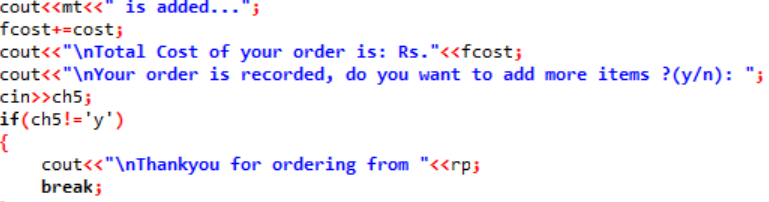 cout<<mt<<" is added...";
fcost+=cost;
cout<<"\nTotal Cost of your order is: Rs."<<fcost;
cout<<"\nYour order is recorded, do you want to add more items ?(y/n): ";
cin>>ch5;
if(ch5!='y')
{
    cout<<"\nThankyou for ordering from "<<rp;
    break;